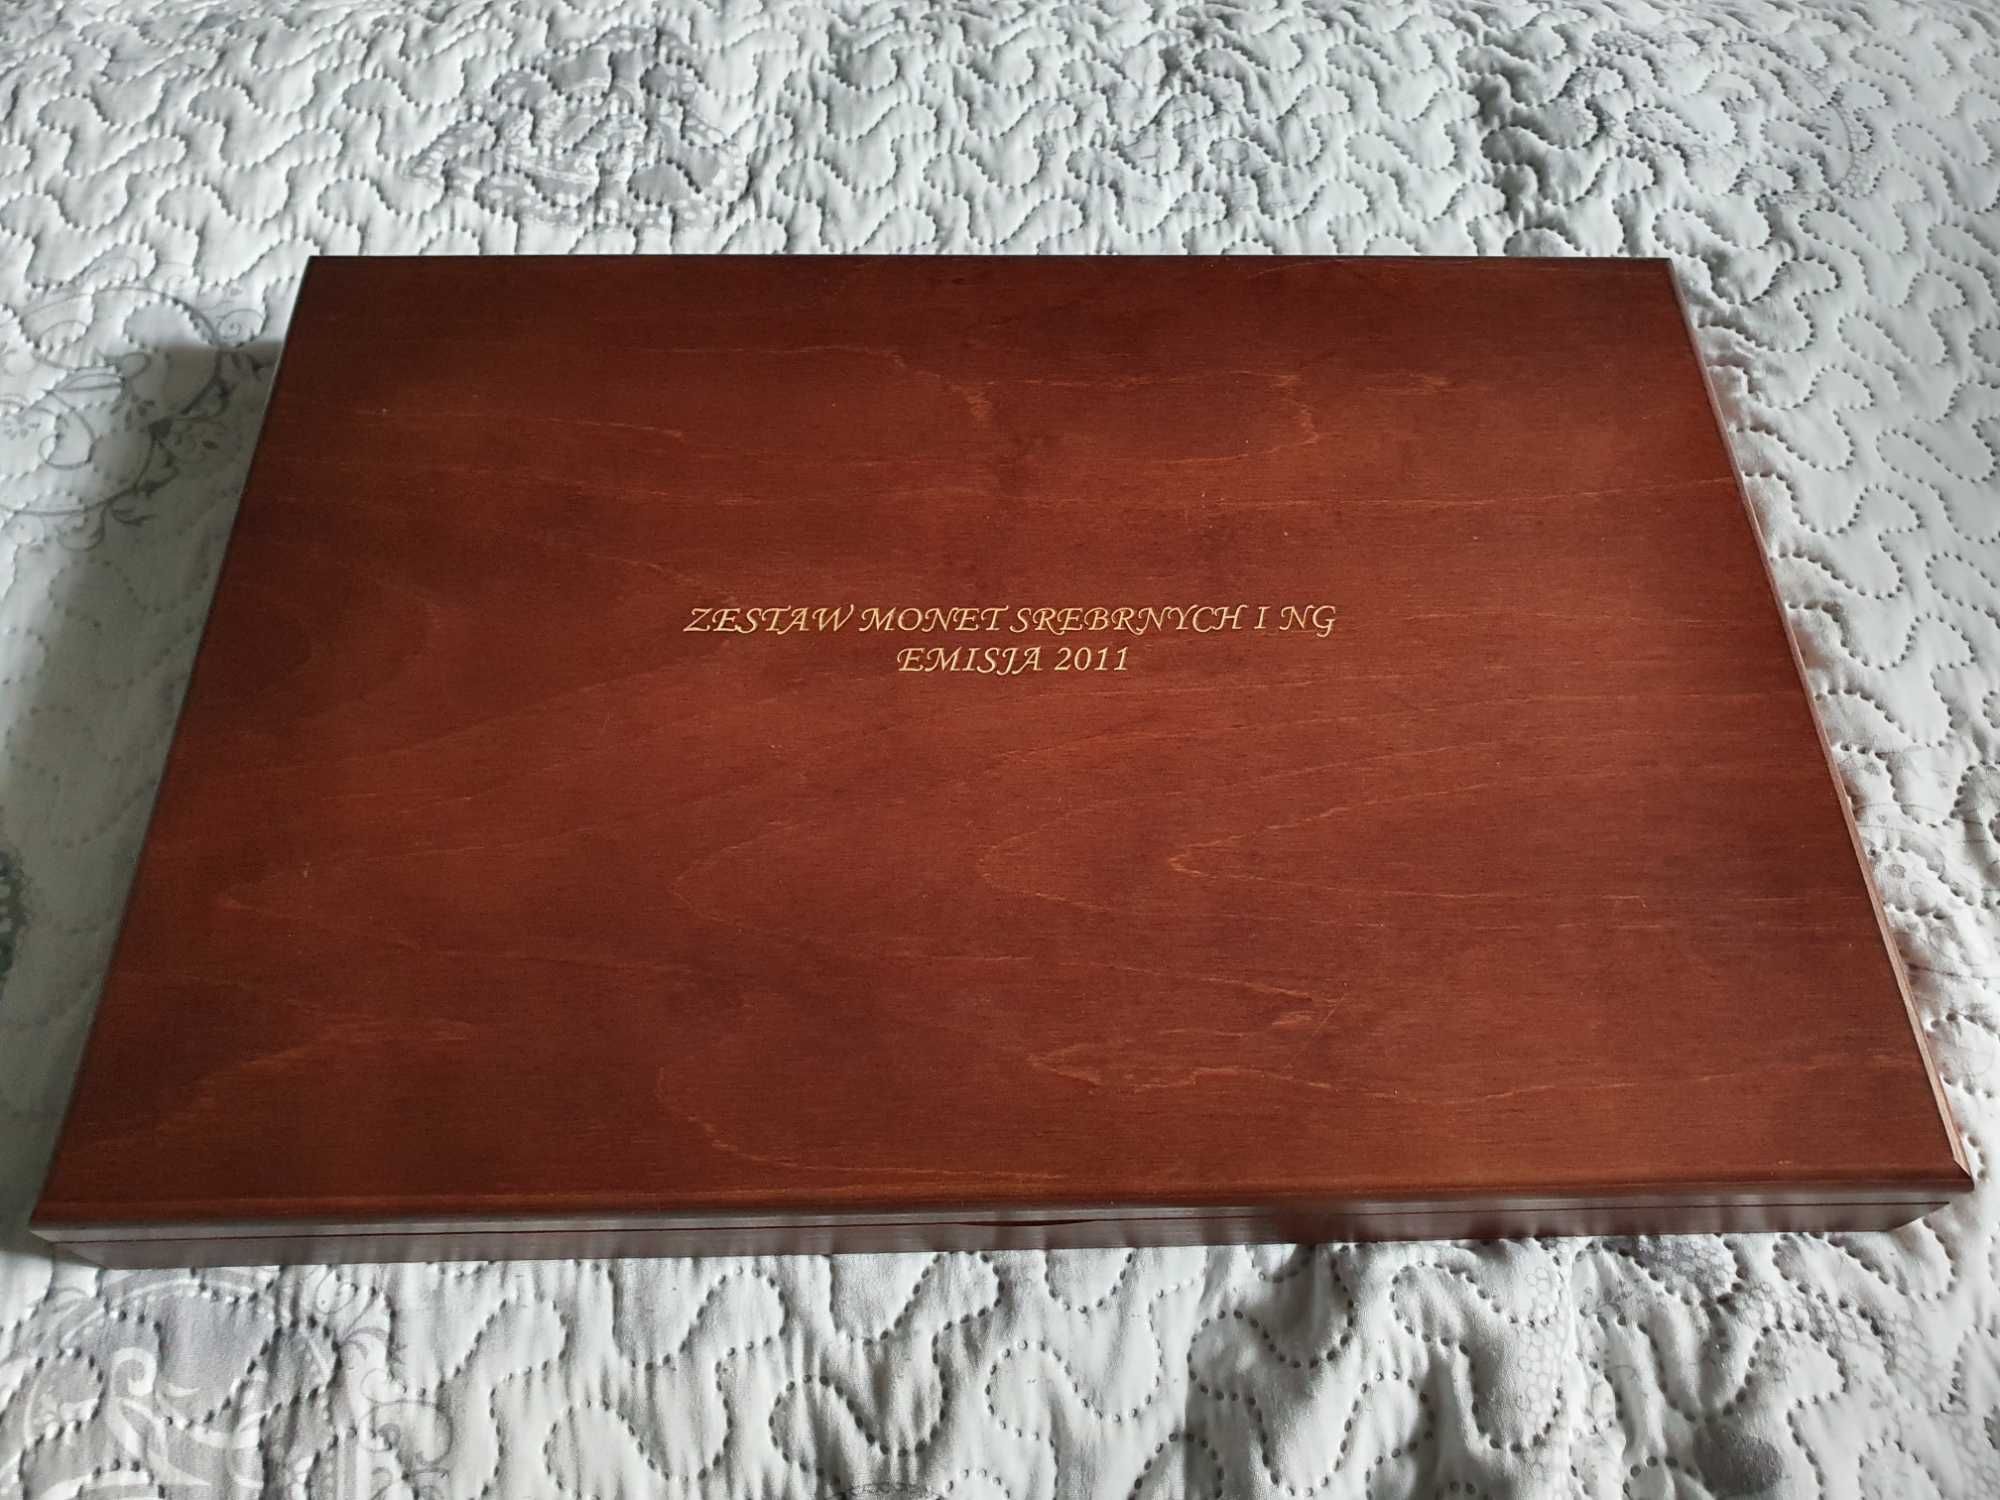 ZESTAW MONET SREBRNYCH I NG
EMISJA 2011